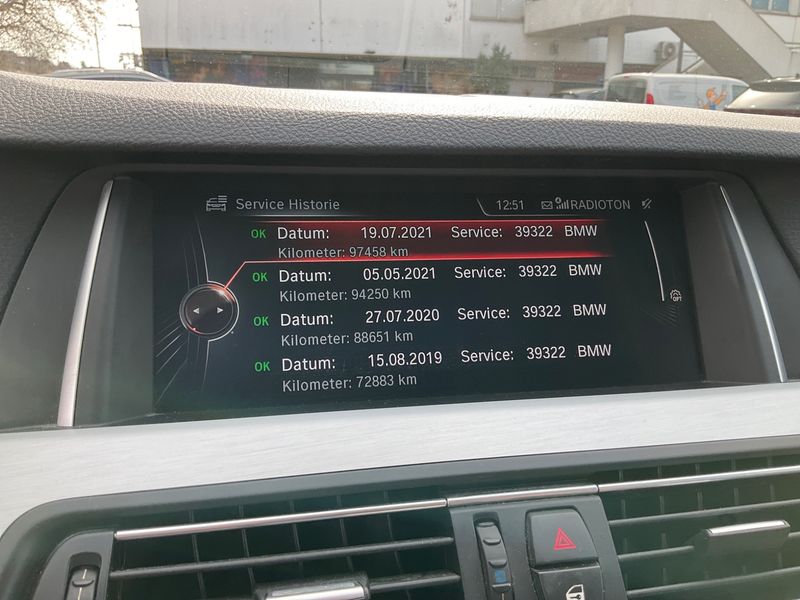 Service Historie 12:51 RADIOTON
OK Datum: 19.07.2021 Service: 39322 BMW
Kilometer: 97458 km
OK Datum: 05.05.2021 Service: 39322 BMW
Kilometer: 94250 km
OK Datum: 27.07.2020 Service: 39322 BMW
Kilometer: 88651 km
OK Datum: 15.08.2019 Service: 39322 BMW
Kilometer: 72883 km
OPT